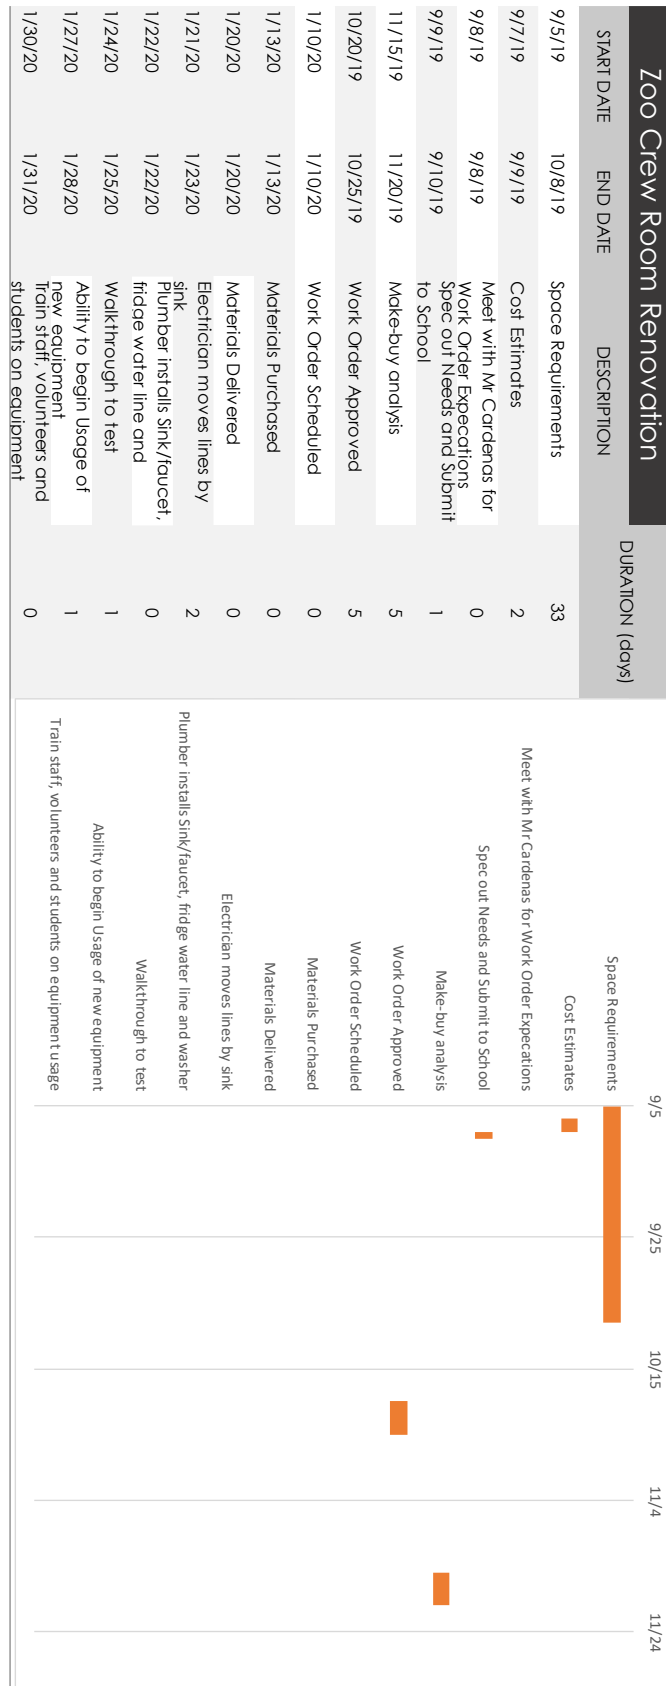 Zoo Crew Room Renovation
START DATE END DATE DESCRIPTION DURATION (days)
9/5/19 10/8/19 Space Requirements 33
9/7/19 9/9/19 Cost Estimates 2
9/8/19 9/8/19 Meet with Mr Cardenas for 0
Work Order Expecations
9/9/19 9/10/19 Spec out Needs and Submit 1
to School
11/15/19 11/20/19 Make-buy analysis 5
10/20/19 10/25/19 Work Order Approved 5
1/10/20 1/10/20 Work Order Scheduled 0
1/13/20 1/13/20 Materials Purchased 0
1/20/20 1/20/20 Materials Delivered 0
1/21/20 1/23/20 Electrician moves lines by 2
sink
1/22/20 1/22/20 Plumber installs Sink/faucet, 0
fridge water line and
1/24/20 1/25/20 Walkthrough to test 1
1/27/20 1/28/20 Ability to begin Usage of 1
new equipment
1/30/20 1/31/20 Train staff, volunteers and 0
students on equipment
9/5 9/25 10/15 11/4 11/24
Space Requirements
Cost Estimates
Meet with Mr Cardenas for Work Order Expecations
Spec out Needs and Submit to School
Make-buy analysis
Work Order Approved
Work Order Scheduled
Materials Purchased
Materials Delivered
Electrician moves lines by sink
Plumber installs Sink/faucet, fridge water line and washer
Walkthrough to test
Ability to begin Usage of new equipment
Train staff, volunteers and students on equipment usage